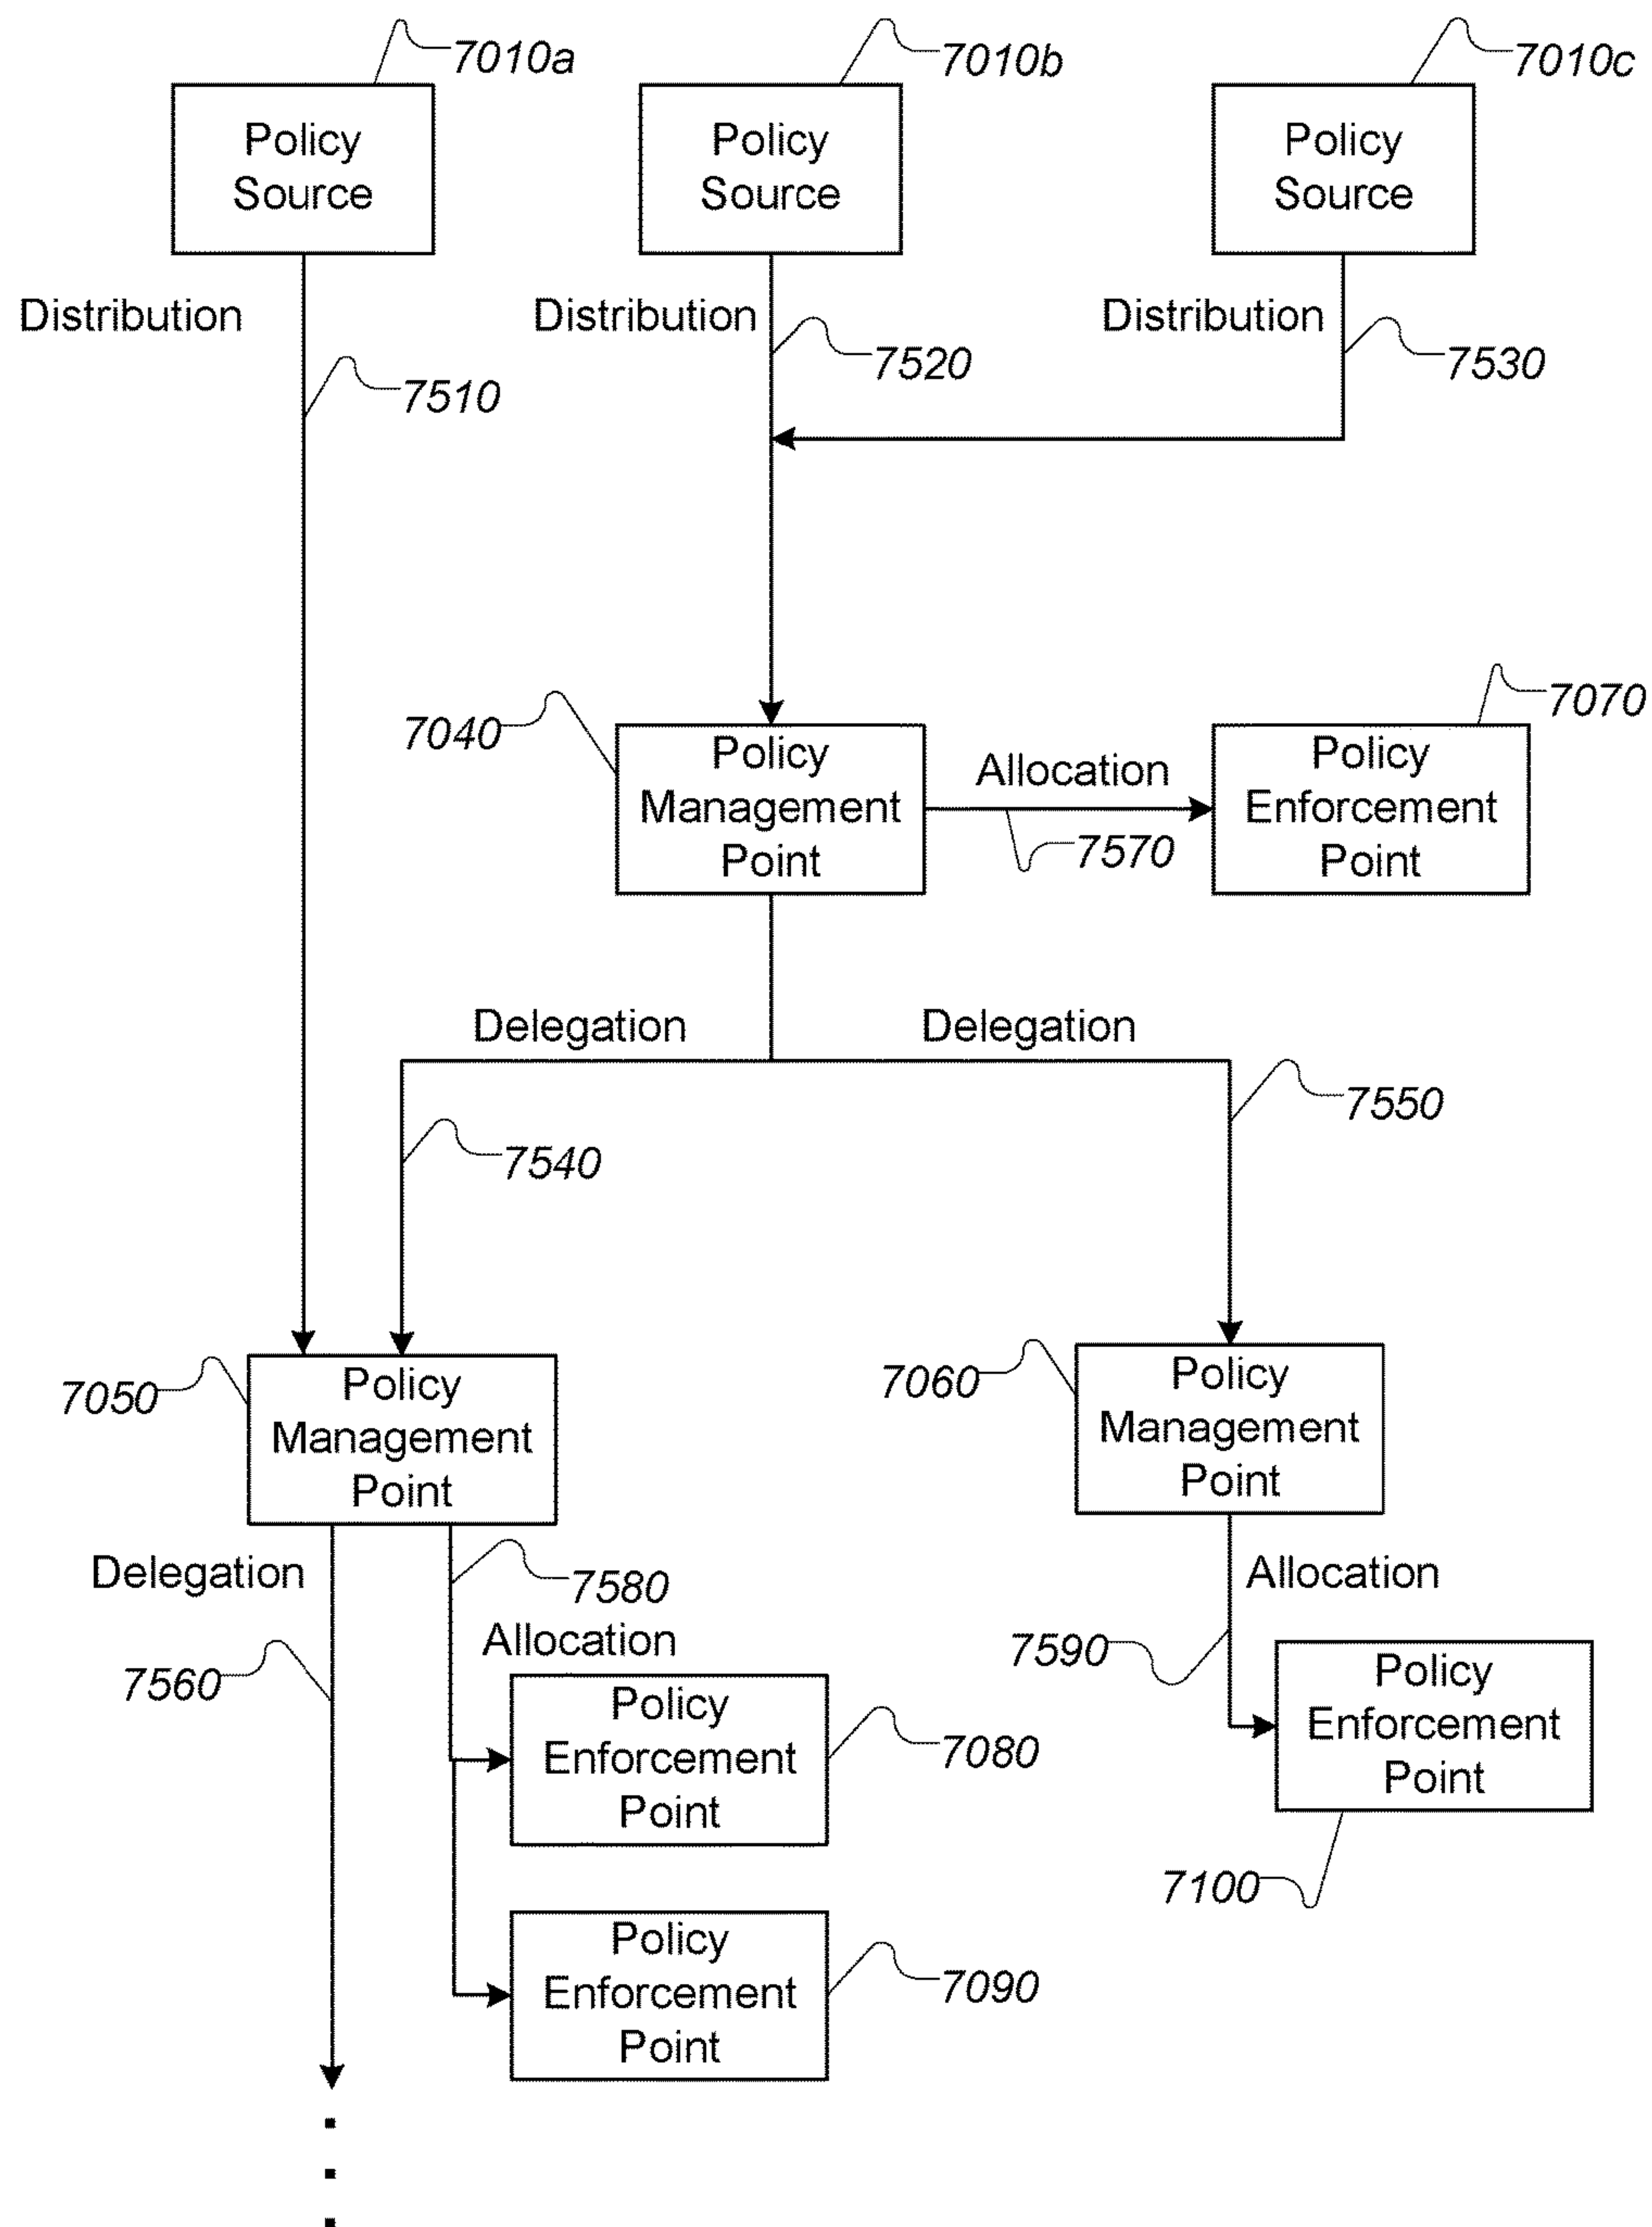 7010a
7010b
7010c
Policy
Source
Policy
Source
Policy
Source
Distribution
Distribution
Distribution
7510
7520
7530
7040
Policy
Management
Point
Allocation
7570
7070
Policy
Enforcement
Point
Delegation
Delegation
7540
7550
7050
Policy
Management
Point
7060
Policy
Management
Point
Delegation
7560
7580
Allocation
Policy
Enforcement
Point
7080
Policy
Enforcement
Point
7090
Allocation
7590
Policy
Enforcement
Point
7100